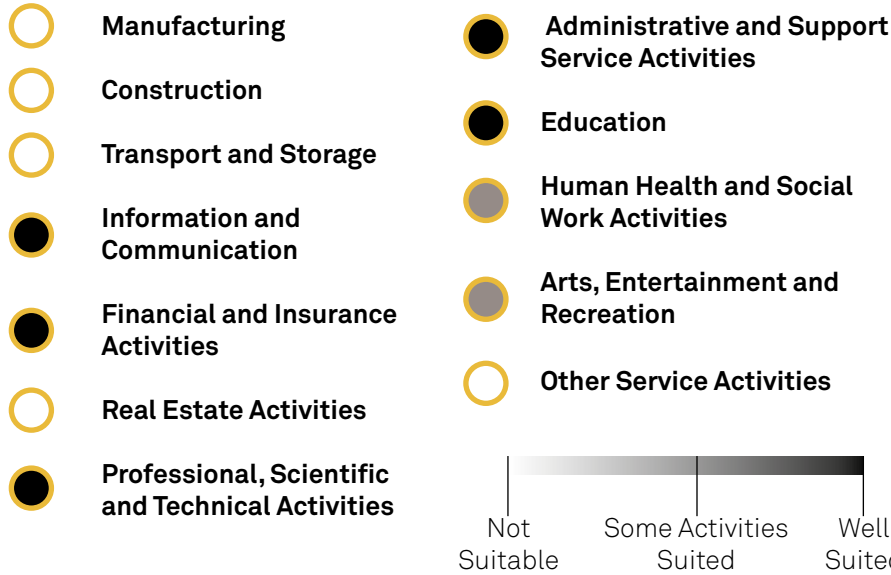 Manufacturing
Construction
Transport and Storage
Information and
Communication
Financial and Insurance
Activities
Real Estate Activities
Professional, Scientific
and Technical Activities
Administrative and Support
Service Activities
Education
Human Health and Social
Work Activities
Arts, Entertainment and
Recreation
Other Service Activities
Not
Suitable
Some Activities
Suited
Well
Suited